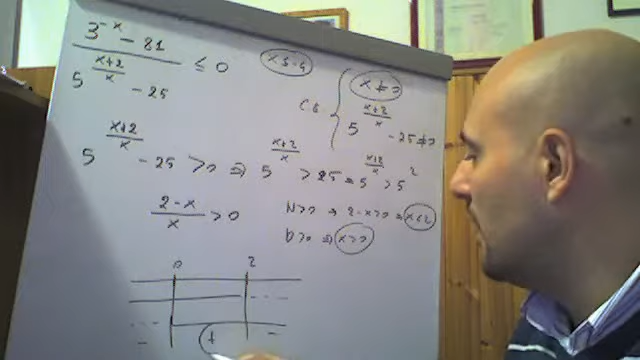 (3^-x - 81) / (5^((x+2)/x) - 25) ≤ 0
x ≤ -4
C.E. { x ≠ 0
5^((x+2)/x) - 25 ≠ 0
5^((x+2)/x) - 25 > 0 ⇒ 5^((x+2)/x) > 25 = 5^((x+2)/x) > 5^2
(2-x)/x > 0
N>0 ⇒ 2-x>0 = x<2
D>0 ⇒ x>0
0 2
- + -